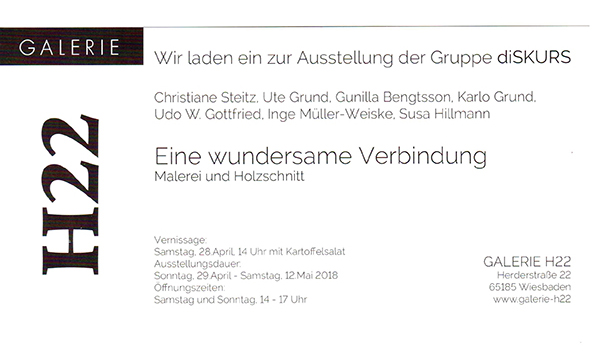 GALERIE
H22
Wir laden ein zur Ausstellung der Gruppe diSKURS
Christiane Steitz, Ute Grund, Gunilla Bengtsson, Karlo Grund,
Udo W. Gottfried, Inge Müller-Weiske, Susa Hillmann
Eine wundersame Verbindung
Malerei und Holzschnitt
Vernissage:
Samstag, 28.April, 14 Uhr mit Kartoffelsalat
Ausstellungsdauer:
Sonntag, 29.April - Samstag, 12.Mai 2018
Öffnungszeiten:
Samstag und Sonntag, 14 - 17 Uhr
GALERIE H22
Herderstraße 22
65185 Wiesbaden
www.galerie-h22